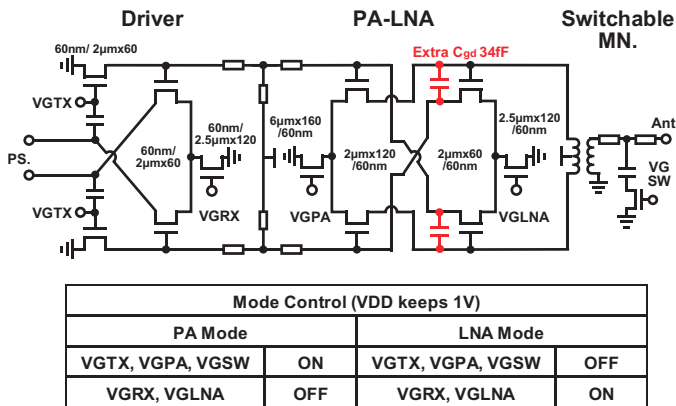 Driver
PA-LNA
Switchable
MN.
60nm/ 2μmx60
Extra Cgd 34fF
VGTX
60nm/
2.5μmx120
6μmx160
/60nm
2.5μmx120
/60nm
Ant
PS.
60nm/
2μmx60
2μmx120
/60nm
2μmx60
/60nm
VG
SW
VGTX
VGRX
VGPA
VGLNA
Mode Control (VDD keeps 1V)
PA Mode
LNA Mode
VGTX, VGPA, VGSW
ON
VGTX, VGPA, VGSW
OFF
VGRX, VGLNA
OFF
VGRX, VGLNA
ON